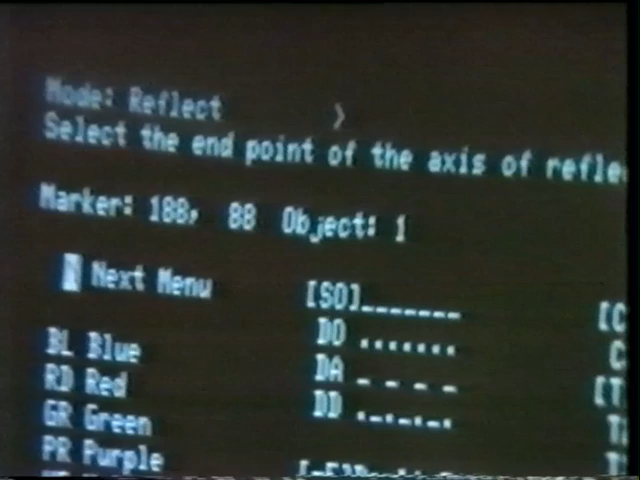 Mode: Reflect >
Select the end point of the axis of refle
Marker: 188, 88 Object: 1
N Next Menu
[SO]_______ [C
DO ....... C
BL Blue
DA _ _ _ _ [T
RD Red
DD ._._._. T
GR Green
PR Purple